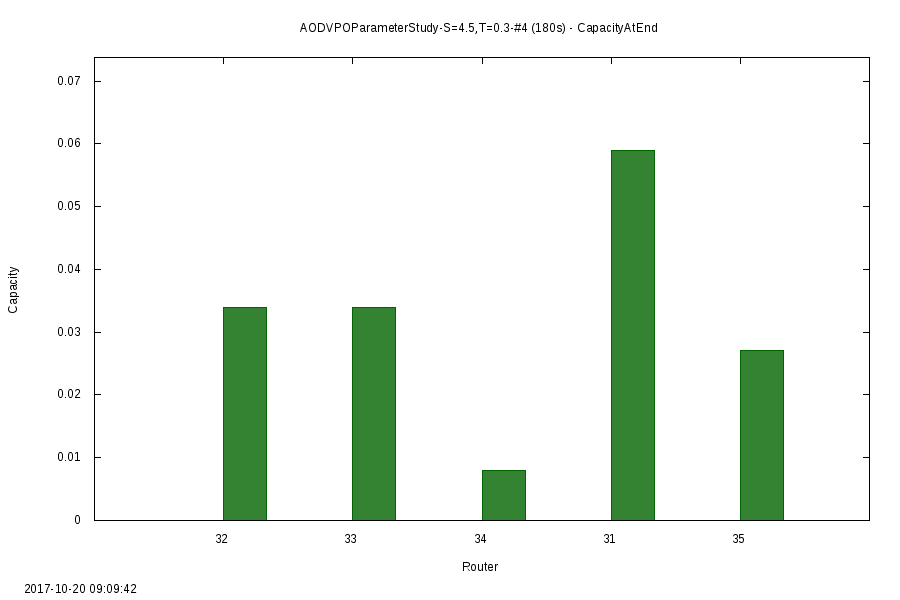 AODVPOParameterStudy-S=4.5,T=0.3-#4 (180s) - CapacityAtEnd
0.07
0.06
0.05
0.04
0.03
0.02
0.01
0
Capacity
32 33 34 31 35
Router
2017-10-20 09:09:42